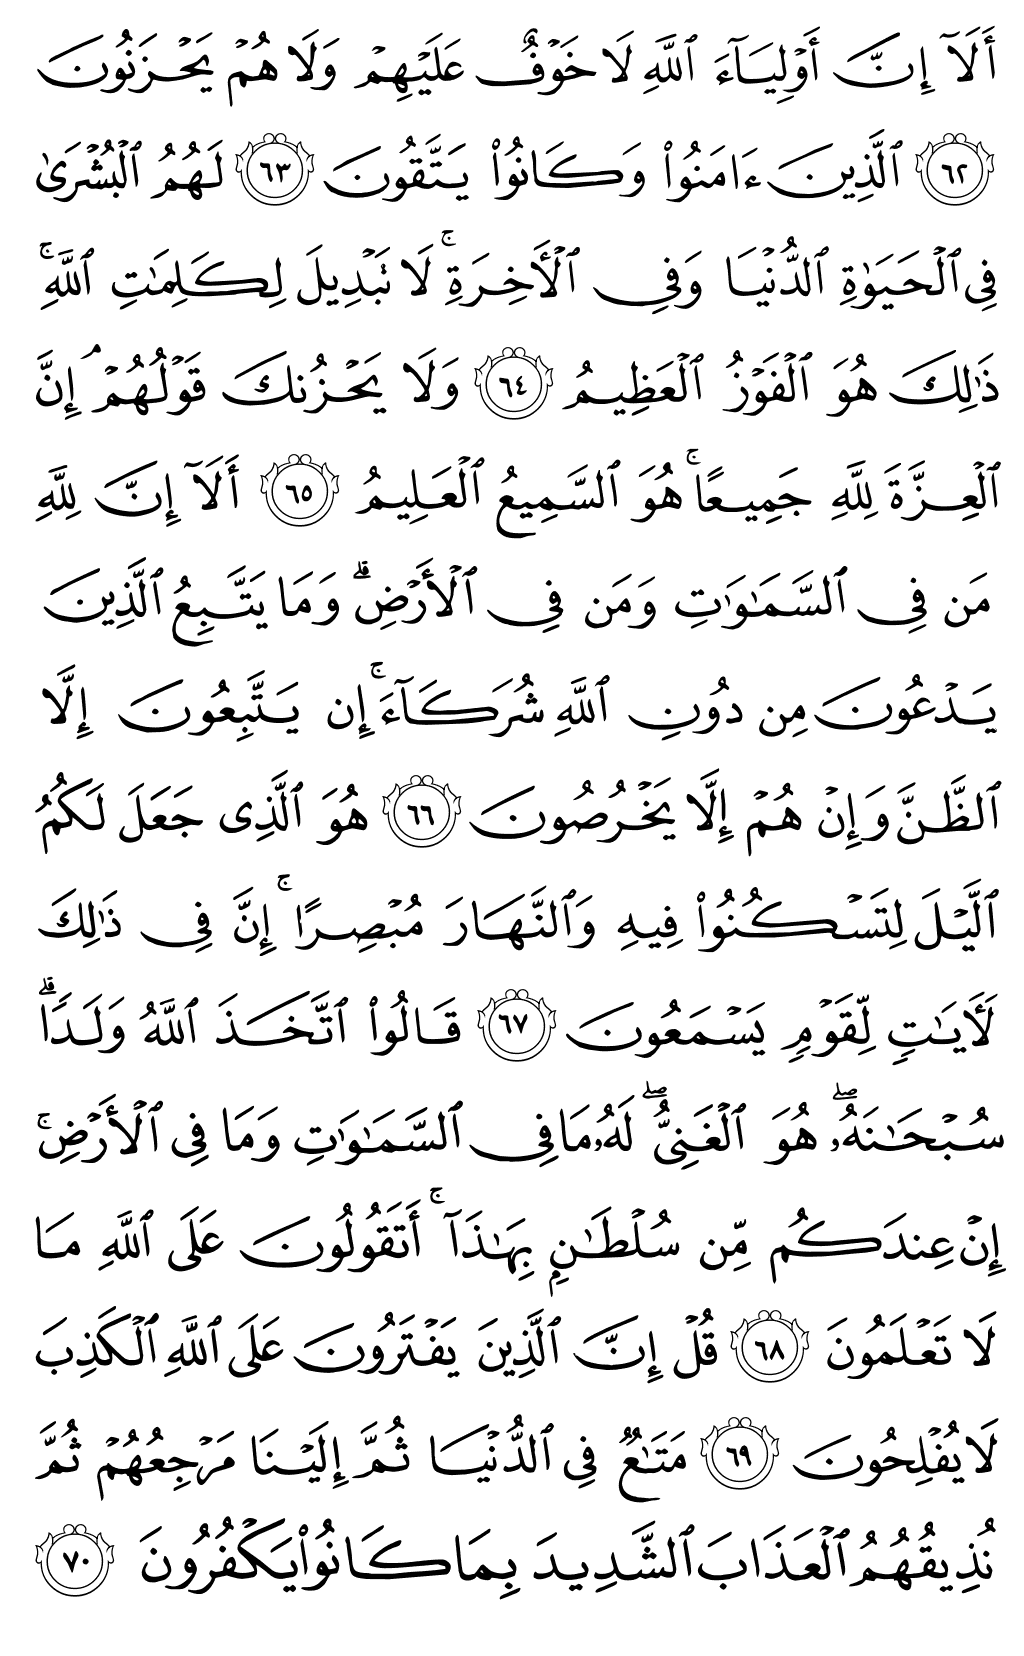 أَلَآ إِنَّ أَوۡلِيَآءَ ٱللَّهِ لَا خَوۡفٌ عَلَيۡهِمۡ وَلَا هُمۡ يَحۡزَنُونَ
٦٢ ٱلَّذِينَ ءَامَنُواْ وَكَانُواْ يَتَّقُونَ ٦٣ لَهُمُ ٱلۡبُشۡرَىٰ
فِي ٱلۡحَيَوٰةِ ٱلدُّنۡيَا وَفِي ٱلۡأٓخِرَةِۚ لَا تَبۡدِيلَ لِكَلِمَٰتِ ٱللَّهِۚ
ذَٰلِكَ هُوَ ٱلۡفَوۡزُ ٱلۡعَظِيمُ ٦٤ وَلَا يَحۡزُنكَ قَوۡلُهُمۡۘ إِنَّ
ٱلۡعِزَّةَ لِلَّهِ جَمِيعًاۚ هُوَ ٱلسَّمِيعُ ٱلۡعَلِيمُ ٦٥ أَلَآ إِنَّ لِلَّهِ
مَن فِي ٱلسَّمَٰوَٰتِ وَمَن فِي ٱلۡأَرۡضِۗ وَمَا يَتَّبِعُ ٱلَّذِينَ
يَدۡعُونَ مِن دُونِ ٱللَّهِ شُرَكَآءَۚ إِن يَتَّبِعُونَ إِلَّا
ٱلظَّنَّ وَإِنۡ هُمۡ إِلَّا يَخۡرُصُونَ ٦٦ هُوَ ٱلَّذِي جَعَلَ لَكُمُ
ٱلَّيۡلَ لِتَسۡكُنُواْ فِيهِ وَٱلنَّهَارَ مُبۡصِرًاۚ إِنَّ فِي ذَٰلِكَ
لَأٓيَٰتٖ لِّقَوۡمٖ يَسۡمَعُونَ ٦٧ قَالُواْ ٱتَّخَذَ ٱللَّهُ وَلَدٗاۗ
سُبۡحَٰنَهُۥۖ هُوَ ٱلۡغَنِيُّۖ لَهُۥ مَا فِي ٱلسَّمَٰوَٰتِ وَمَا فِي ٱلۡأَرۡضِۚ
إِنۡ عِندَكُم مِّن سُلۡطَٰنِۭ بِهَٰذَآۚ أَتَقُولُونَ عَلَى ٱللَّهِ مَا
لَا تَعۡلَمُونَ ٦٨ قُلۡ إِنَّ ٱلَّذِينَ يَفۡتَرُونَ عَلَى ٱللَّهِ ٱلۡكَذِبَ
لَا يُفۡلِحُونَ ٦٩ مَتَٰعٞ فِي ٱلدُّنۡيَا ثُمَّ إِلَيۡنَا مَرۡجِعُهُمۡ ثُمَّ
نُذِيقُهُمُ ٱلۡعَذَابَ ٱلشَّدِيدَ بِمَا كَانُواْ يَكۡفُرُونَ ٧٠